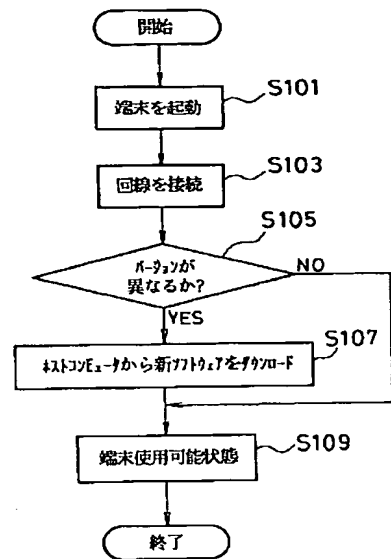 開始
S101
端末を起動
S103
回線を接続
S105
バージョンが
異なるか?
NO
YES
S107
ホストコンピュータから新ソフトウェアをダウンロード
S109
端末使用可能状態
終了